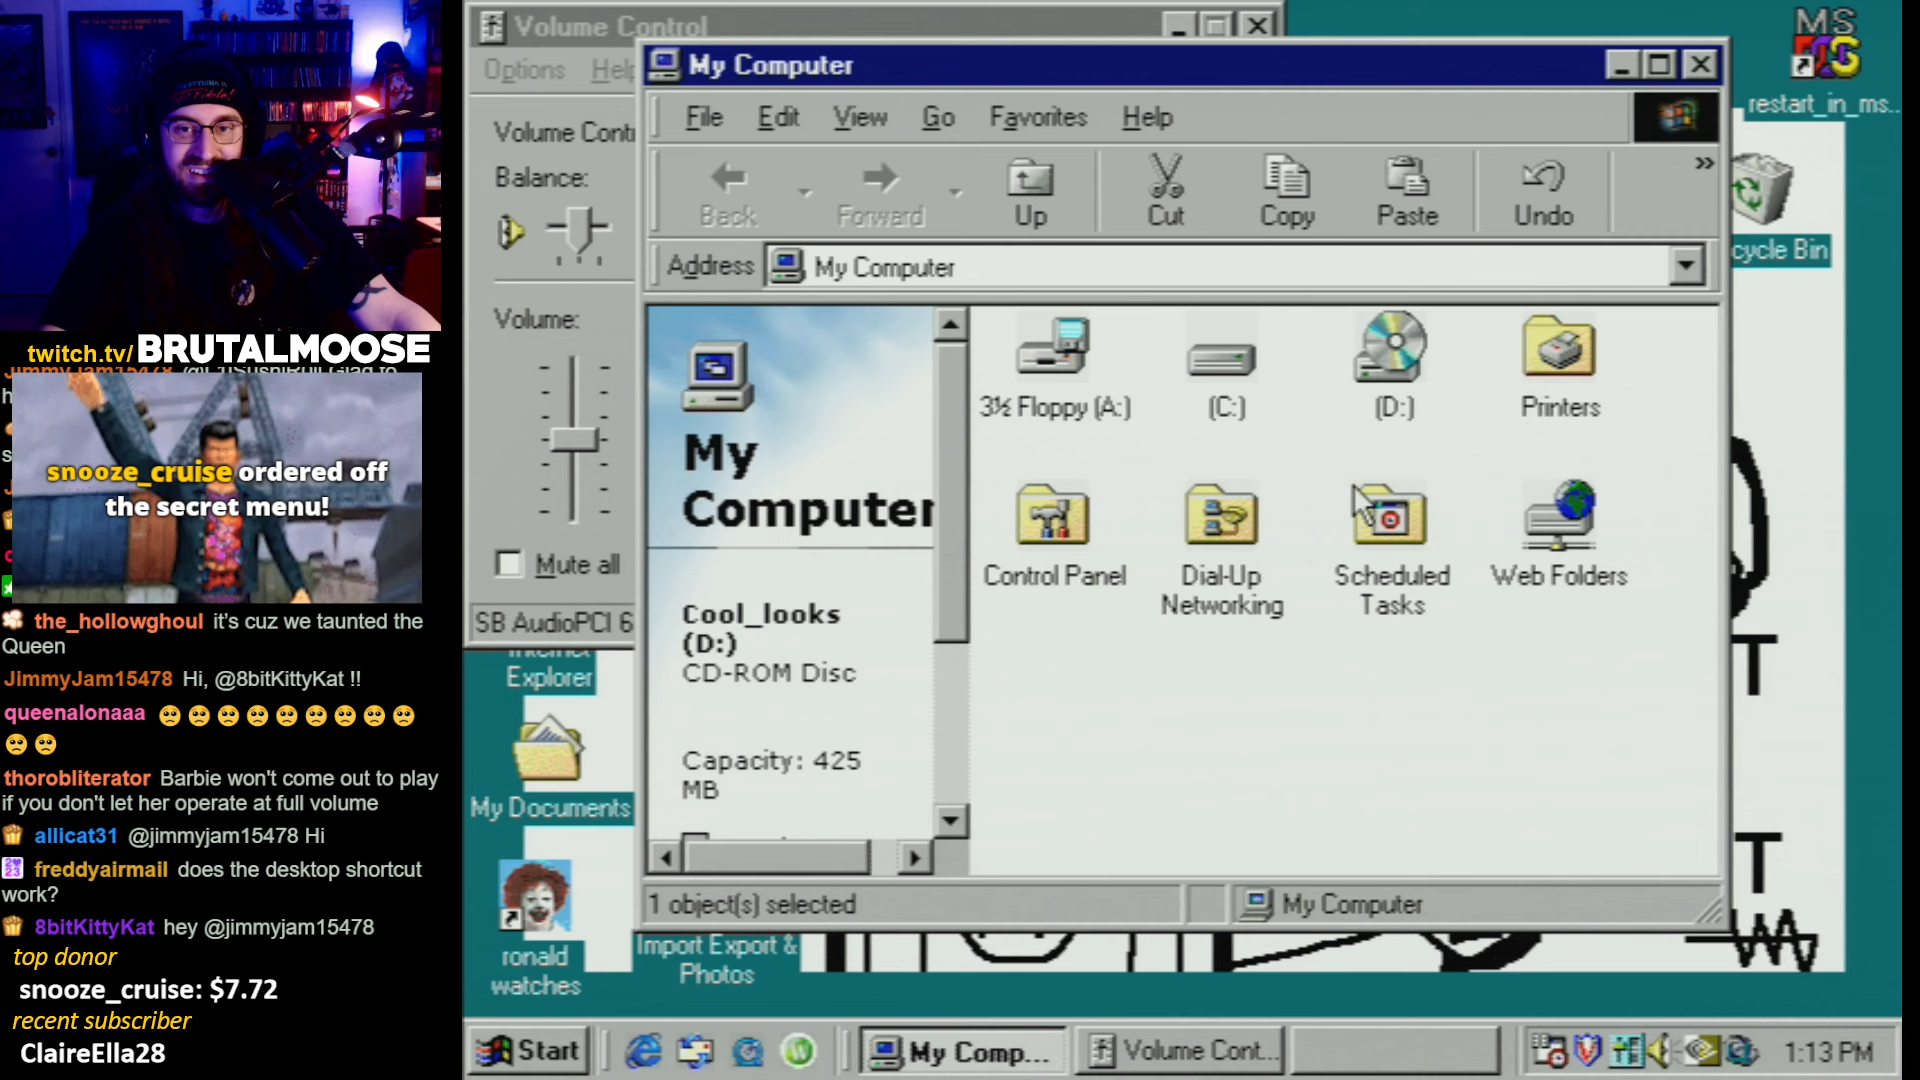 twitch.tv/BRUTALMOOSE
snooze_cruise ordered off
the secret menu!
the_hollowghoul it's cuz we taunted the
Queen
JimmyJam15478 Hi, @8bitKittyKat !!
queenalonaaa
thorobliterator Barbie won't come out to play
if you don't let her operate at full volume
allicat31 @jimmyjam15478 Hi
freddyairmail does the desktop shortcut
work?
8bitKittyKat hey @jimmyjam15478
top donor
snooze_cruise: $7.72
recent subscriber
ClaireElla28
Volume Control
Options Help
Volume
Balance:
Volume:
Mute all
SB AudioPCI 6
My Computer
File Edit View Go Favorites Help
Back Forward Up Cut Copy Paste Undo
Address My Computer
My
Computer
Cool_looks
(D:)
CD-ROM Disc
Capacity: 425
MB
3½ Floppy (A:)
(C:)
(D:)
Printers
Control Panel
Dial-Up
Networking
Scheduled
Tasks
Web Folders
1 object(s) selected
My Computer
MS
restart_in_ms...
cycle Bin
Explorer
My Documents
ronald
watches
Import Export &
Photos
T
T
Start
My Comp...
Volume Cont...
1:13 PM